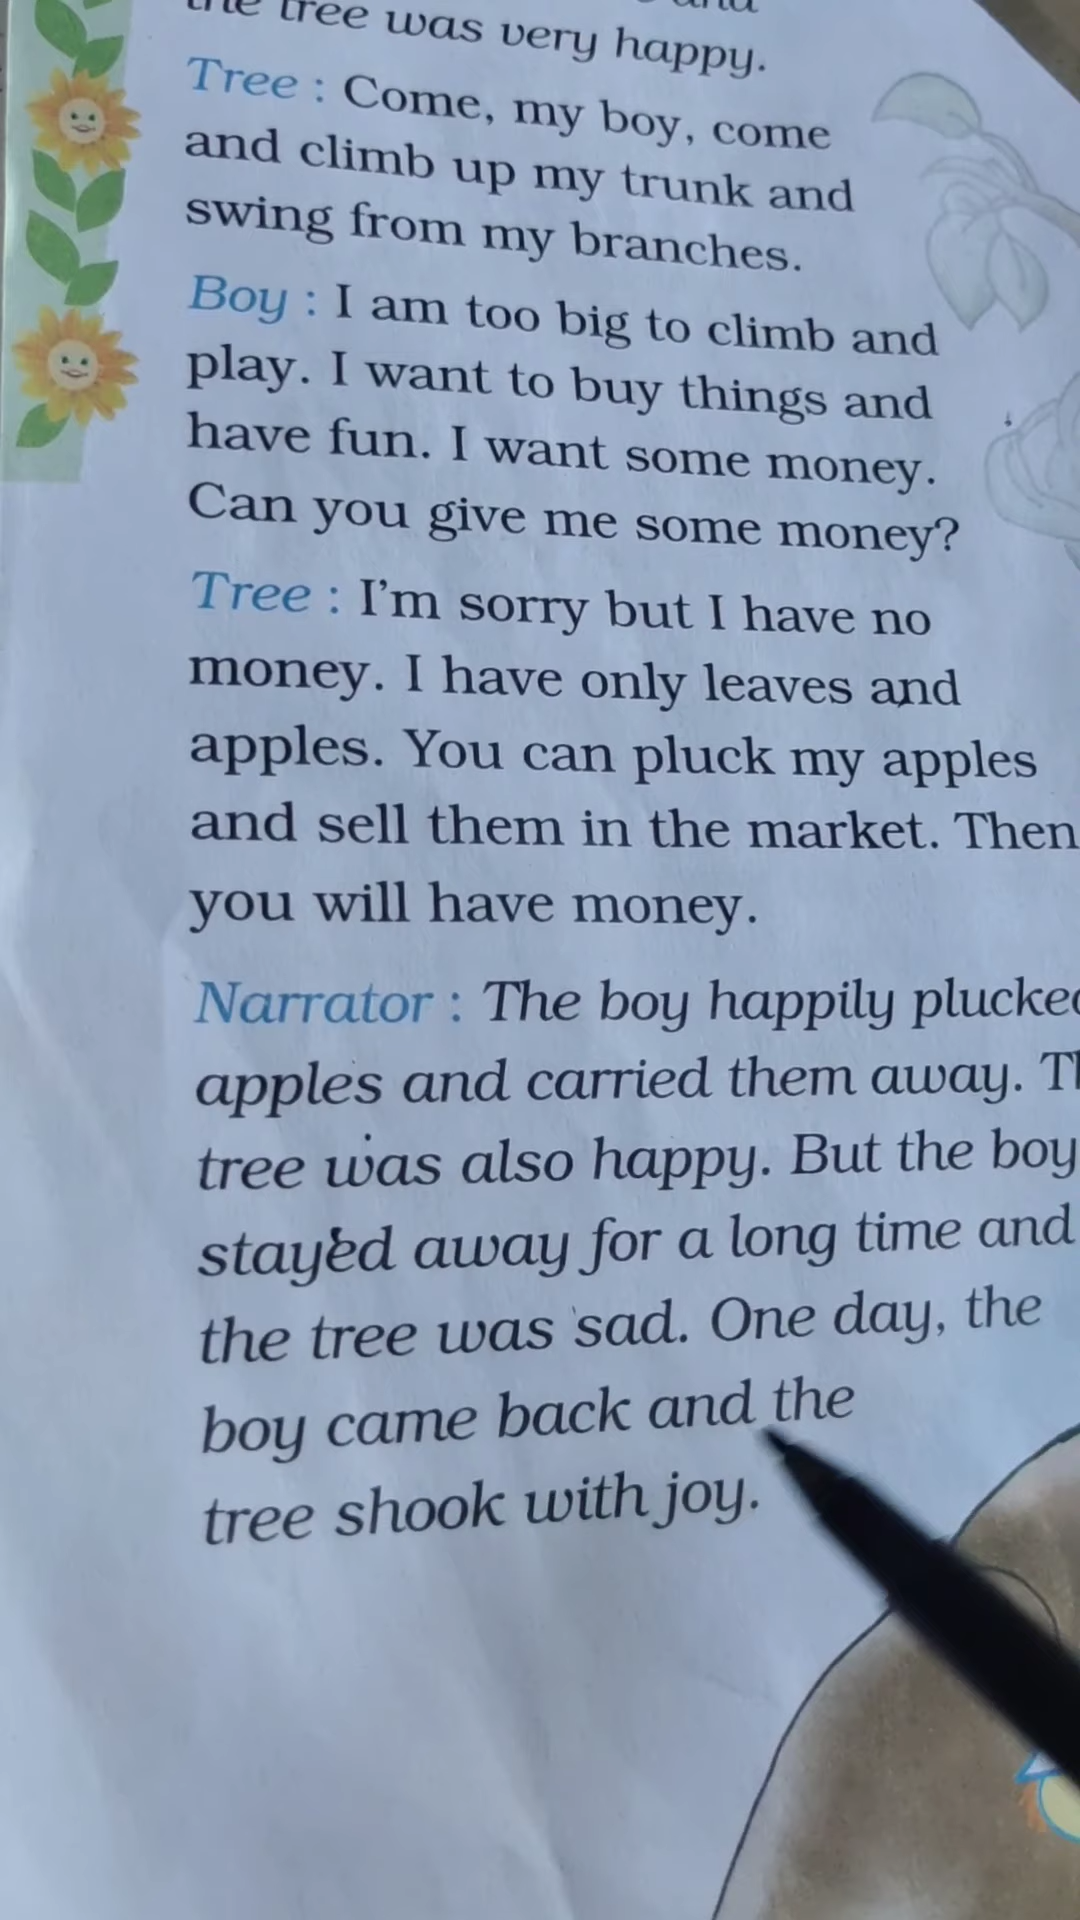 the tree was very happy.
Tree : Come, my boy, come
and climb up my trunk and
swing from my branches.
Boy : I am too big to climb and
play. I want to buy things and
have fun. I want some money.
Can you give me some money?
Tree : I'm sorry but I have no
money. I have only leaves and
apples. You can pluck my apples
and sell them in the market. Then
you will have money.
Narrator : The boy happily plucked
apples and carried them away.
tree was also happy. But the boy
stayed away for a long time and
the tree was sad. One day, the
boy came back and the
tree shook with joy.